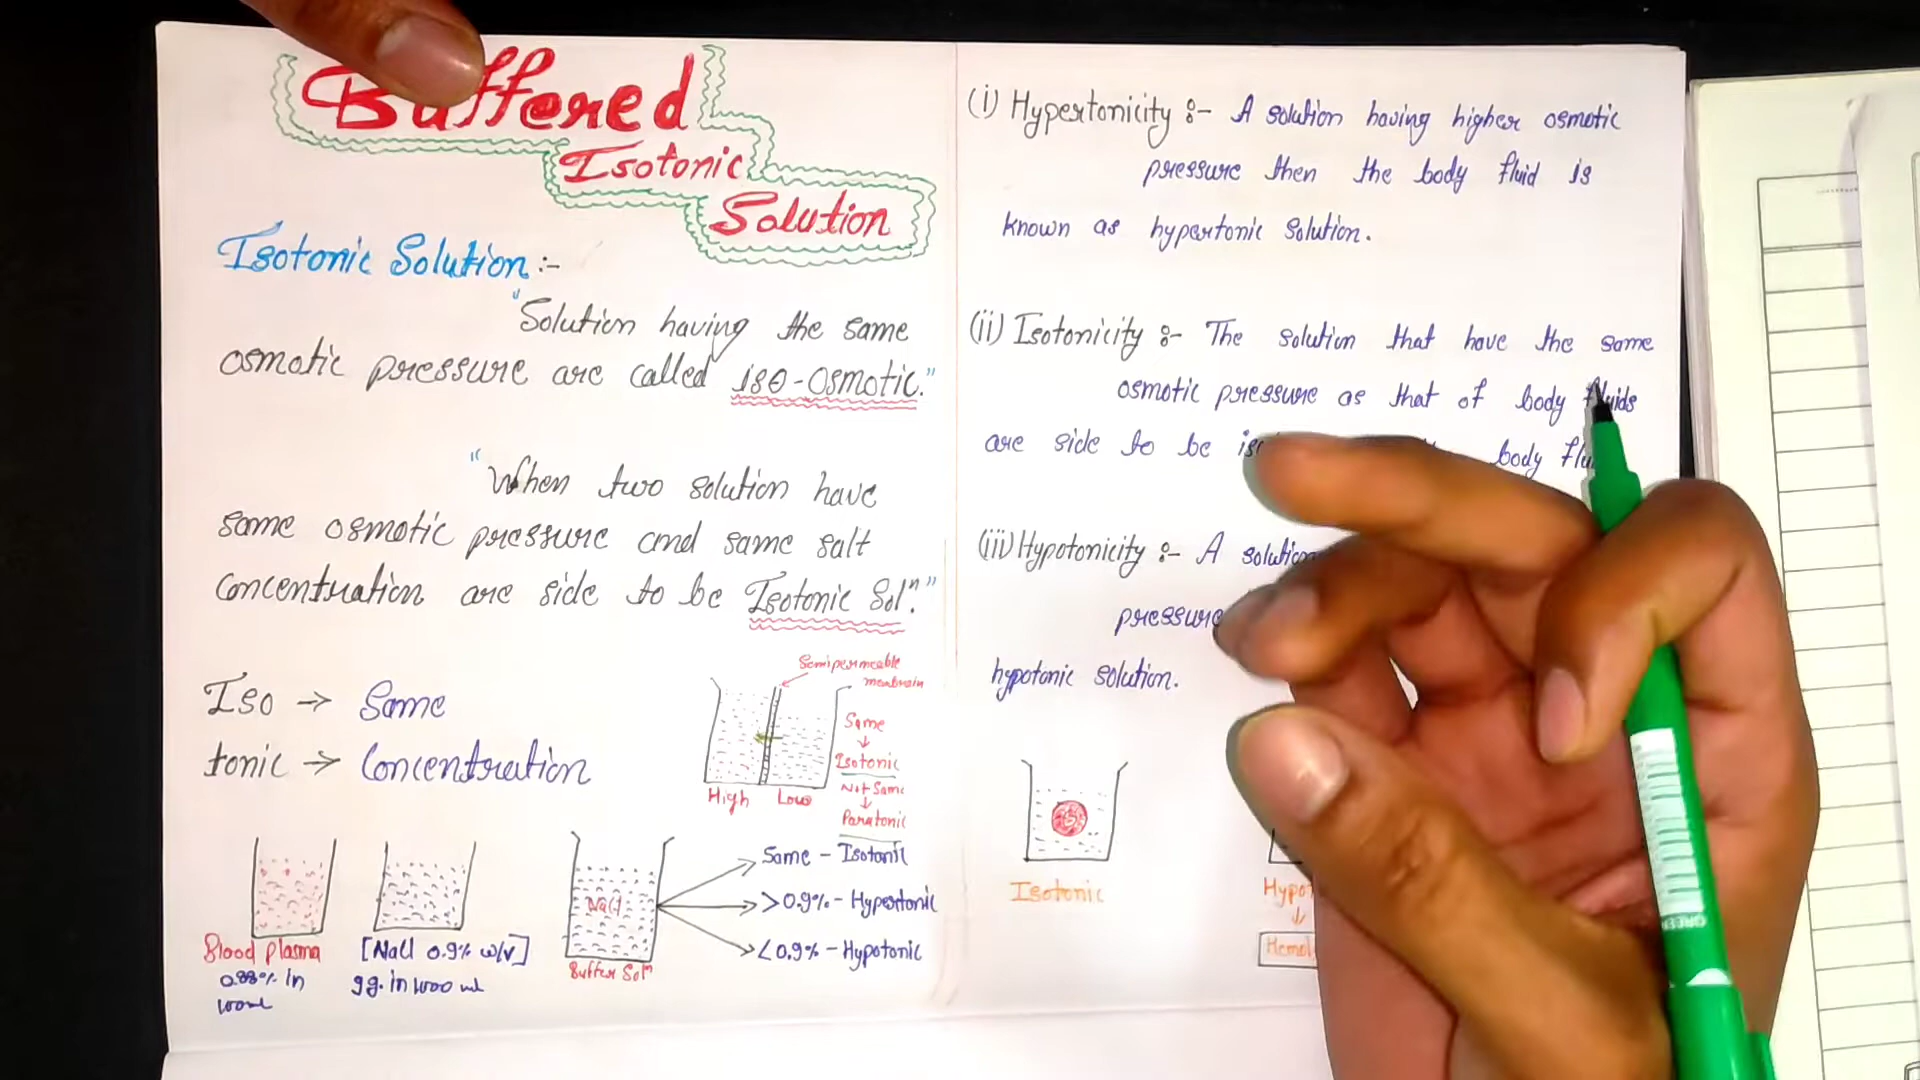 Buffered
Isotonic
Solution
Isotonic Solution :-
"Solution having the same
osmotic pressure are called iso-osmotic."
"When two solution have
same osmotic pressure and same salt
concentration are side to be Isotonic Solⁿ."
Iso → Same
tonic → Concentration
Semipermeable
membrain
Same
↓
Isotonic
Not Same
↓
Paratonic
High Low
Blood plasma
in
100ml
[NaCl 0.9% w/v]
9g. in 1000 ml
NaCl
Buffer Solⁿ
Same - Isotonic
>0.9% - Hypertonic
<0.9% - Hypotonic
(i) Hypertonicity :- A solution having higher osmotic
pressure then the body fluid is
known as hypertonic solution.
(ii) Isotonicity :- The solution that have the same
osmotic pressure as that of body fluids
are side to be body
(iii) Hypotonicity :- A solution
pressure
hypotonic solution.
Isotonic
↓
GREEN